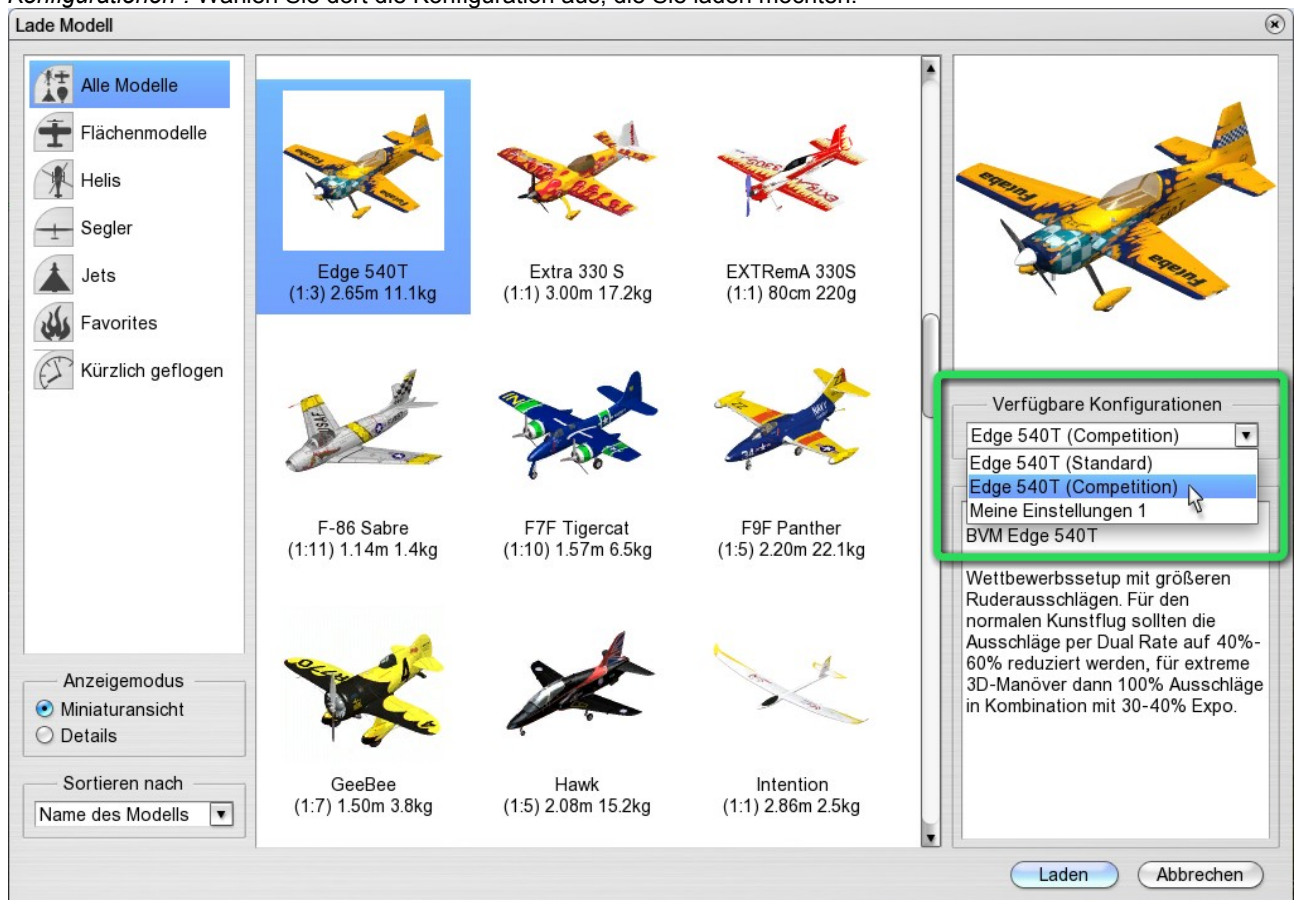 Konfigurationen". Wählen Sie dort die Konfiguration aus, die Sie laden möchten.
Lade Modell
Alle Modelle
Flächenmodelle
Helis
Segler
Jets
Favorites
Kürzlich geflogen
Anzeigemodus
Miniaturansicht
Details
Sortieren nach
Name des Modells
Futaba
Futaba
Edge 540T
(1:3) 2.65m 11.1kg
Extra 330 S
(1:1) 3.00m 17.2kg
EXTRemA 330S
(1:1) 80cm 220g
F-86 Sabre
(1:11) 1.14m 1.4kg
F7F Tigercat
(1:10) 1.57m 6.5kg
NAVY
F9F Panther
(1:5) 2.20m 22.1kg
GeeBee
(1:7) 1.50m 3.8kg
Hawk
(1:5) 2.08m 15.2kg
Intention
(1:1) 2.86m 2.5kg
Futaba
540T
Futaba
Verfügbare Konfigurationen
Edge 540T (Competition)
Edge 540T (Standard)
Edge 540T (Competition)
Meine Einstellungen 1
BVM Edge 540T
Wettbewerbssetup mit größeren
Ruderausschlägen. Für den
normalen Kunstflug sollten die
Ausschläge per Dual Rate auf 40%-
60% reduziert werden, für extreme
3D-Manöver dann 100% Ausschläge
in Kombination mit 30-40% Expo.
Laden
Abbrechen